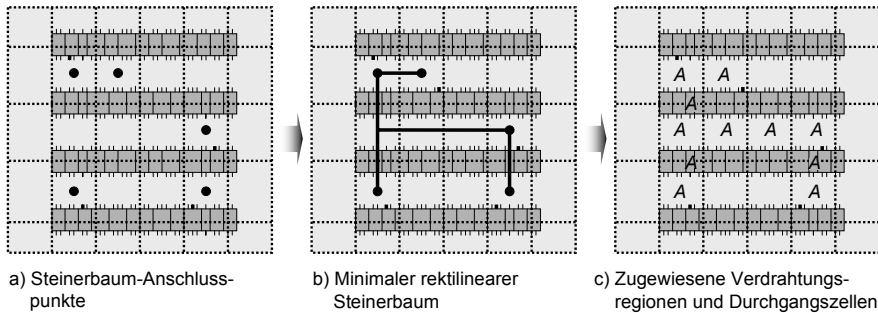 A A
A
A A A A
A A
A A
a) Steinerbaum-Anschluss-
punkte
b) Minimaler rektilinearer
Steinerbaum
c) Zugewiesene Verdrahtungs-
regionen und Durchgangszellen